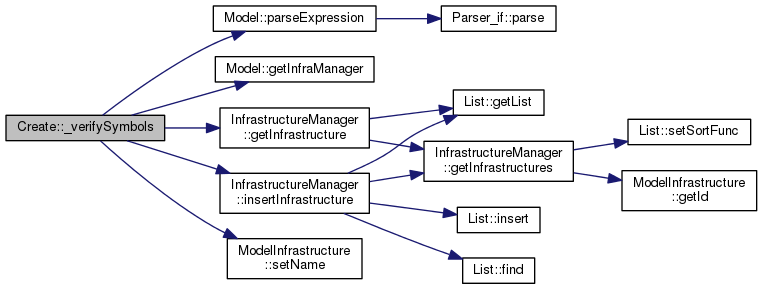 Create::_verifySymbols
Model::parseExpression
Parser_if::parse
Model::getInfraManager
InfrastructureManager
::getInfrastructure
InfrastructureManager
::insertInfrastructure
ModelInfrastructure
::setName
List::getList
InfrastructureManager
::getInfrastructures
List::insert
List::find
List::setSortFunc
ModelInfrastructure
::getId